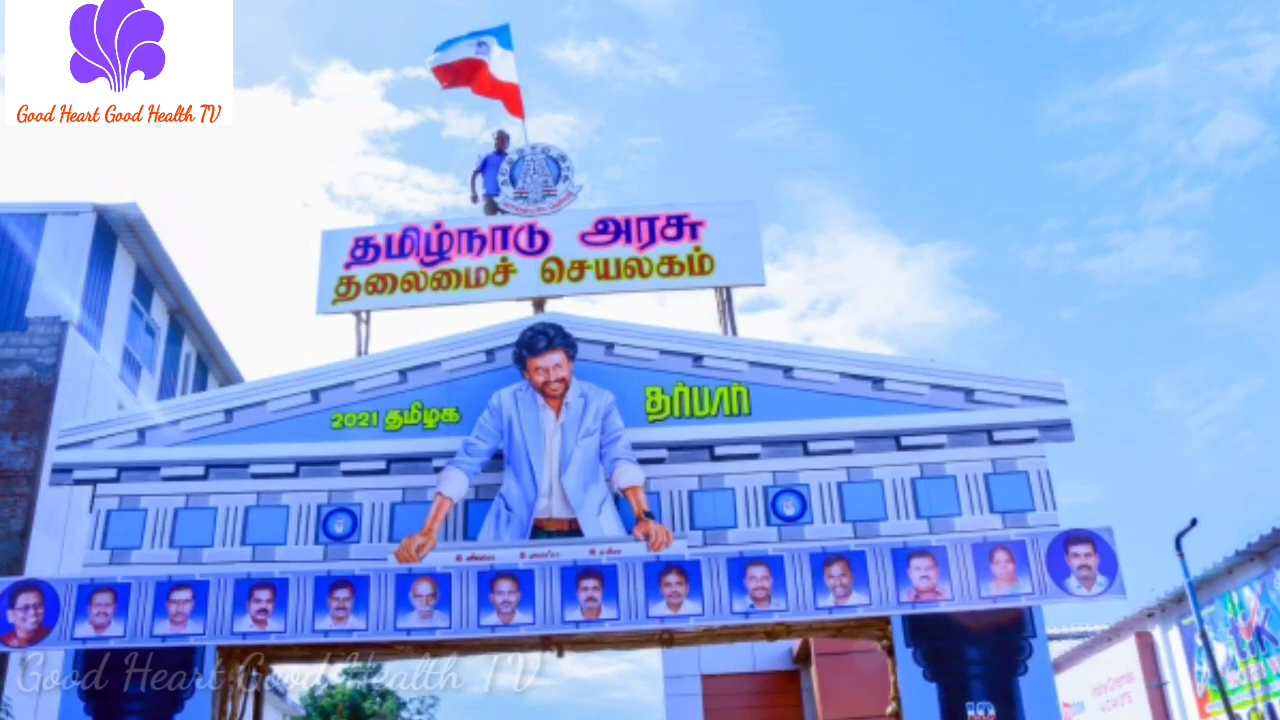 Good Heart Good Health TV
தமிழ்நாடு அரசு
தலைமைச் செயலகம்
2021 தமிழக
தர்பார்
Good Heart Good Health TV